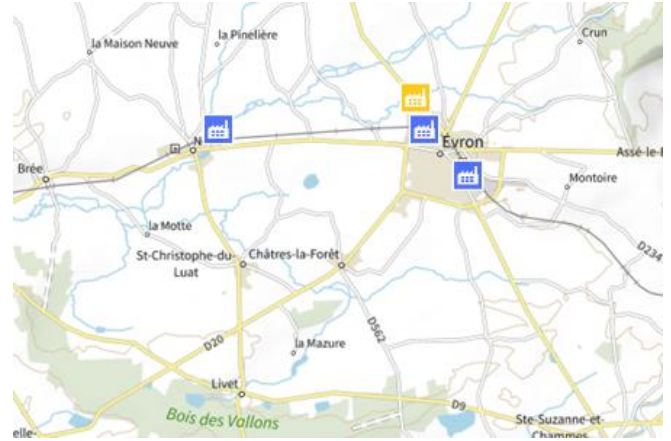 la Pinelière
Crun
la Maison Neuve
N
Évron
Assé-le-B
Brée
Montoire
la Motte
D234
St-Christophe-du-
Luat
Châtres-la-Forêt
D20
D562
la Mazure
Livet
D9
Bois des Vallons
Ste-Suzanne-et-
Chammes
elle-